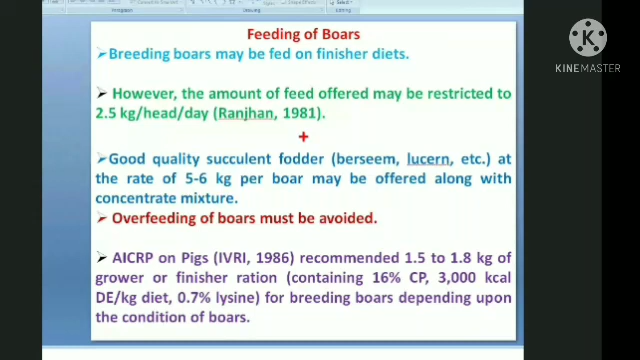 Feeding of Boars
➢Breeding boars may be fed on finisher diets.
➢ However, the amount of feed offered may be restricted to
2.5 kg/head/day (Ranjhan, 1981).
+
➢Good quality succulent fodder (berseem, lucern, etc.) at
the rate of 5-6 kg per boar may be offered along with
concentrate mixture.
➢ Overfeeding of boars must be avoided.
➢ AICRP on Pigs (IVRI, 1986) recommended 1.5 to 1.8 kg of
grower or finisher ration (containing 16% CP, 3,000 kcal
DE/kg diet, 0.7% lysine) for breeding boars depending upon
the condition of boars.
K
KINEMASTER